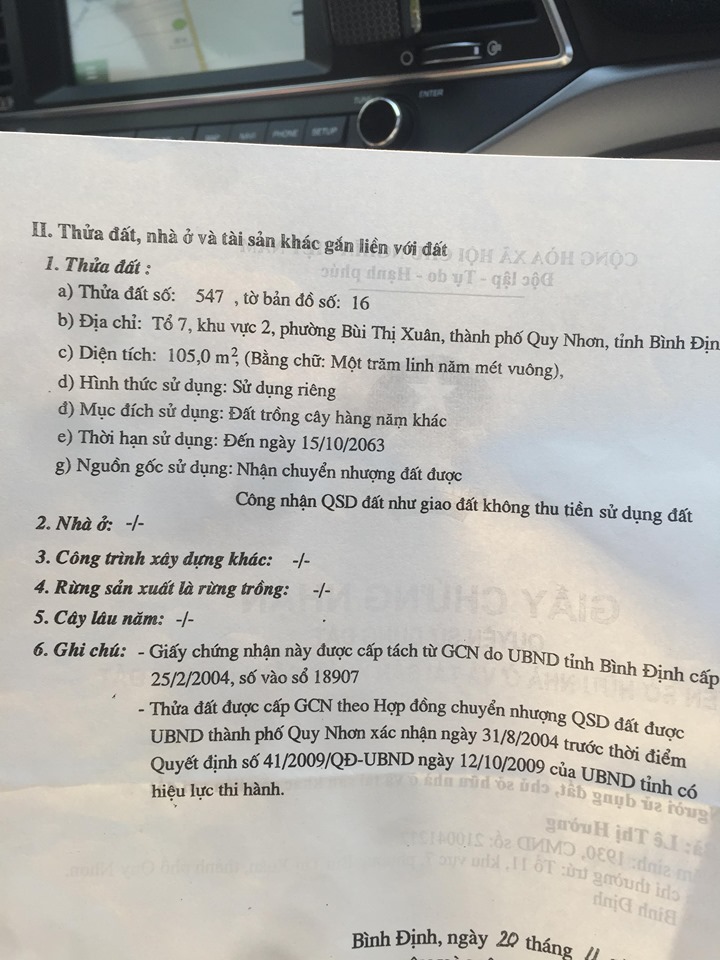 ENTER
PHONE
SETUP
II. Thửa đất, nhà ở và tài sản khác gắn liền với đất
1. Thửa đất :
a) Thửa đất số: 547 , tờ bản đồ số: 16
b) Địa chỉ: Tổ 7, khu vực 2, phường Bùi Thị Xuân, thành phố Quy Nhơn, tỉnh Bình Địn
c) Diện tích: 105,0 m², (Bằng chữ: Một trăm linh năm mét vuông),
d) Hình thức sử dụng: Sử dụng riêng
đ) Mục đích sử dụng: Đất trồng cây hàng năm khác
e) Thời hạn sử dụng: Đến ngày 15/10/2063
g) Nguồn gốc sử dụng: Nhận chuyển nhượng đất được
Công nhận QSD đất như giao đất không thu tiền sử dụng đất
2. Nhà ở: -/-
3. Công trình xây dựng khác: -/-
4. Rừng sản xuất là rừng trồng: -/-
5. Cây lâu năm: -/-
6. Ghi chú: - Giấy chứng nhận này được cấp tách từ GCN do UBND tỉnh Bình Định cấp
25/2/2004, số vào sổ 18907
- Thửa đất được cấp GCN theo Hợp đồng chuyển nhượng QSD đất được
UBND thành phố Quy Nhơn xác nhận ngày 31/8/2004 trước thời điểm
Quyết định số 41/2009/QĐ-UBND ngày 12/10/2009 của UBND tỉnh có
hiệu lực thi hành.
Bình Định, ngày 20 tháng 11